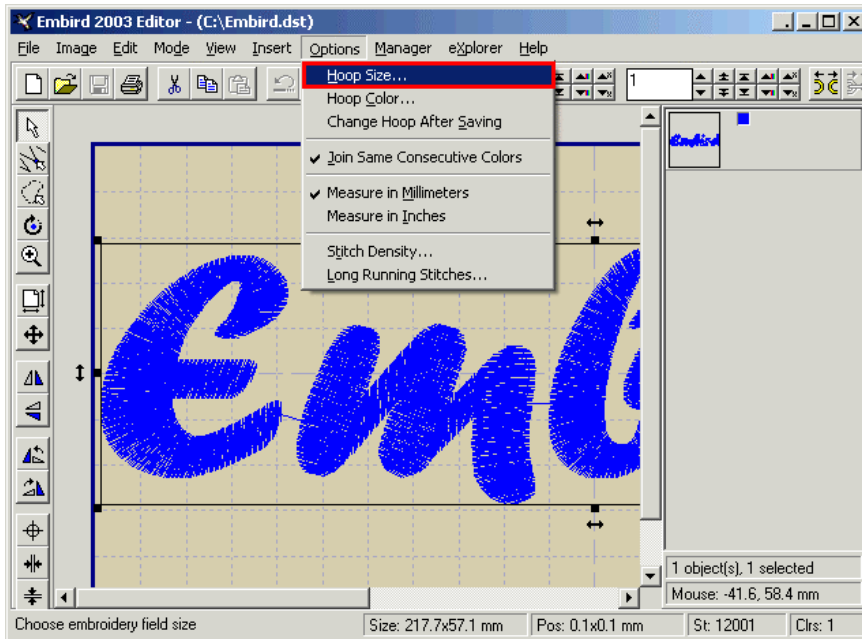 Embird 2003 Editor - (C:\Embird.dst)
File Image Edit Mode View Insert Options Manager eXplorer Help
1
Hoop Size...
Hoop Color...
Change Hoop After Saving
Join Same Consecutive Colors
Measure in Millimeters
Measure in Inches
Stitch Density...
Long Running Stitches...
Embird
Em
1 object(s), 1 selected
Mouse: -41.6, 58.4 mm
Choose embroidery field size Size: 217.7x57.1 mm Pos: 0.1x0.1 mm St: 12001 Clrs: 1